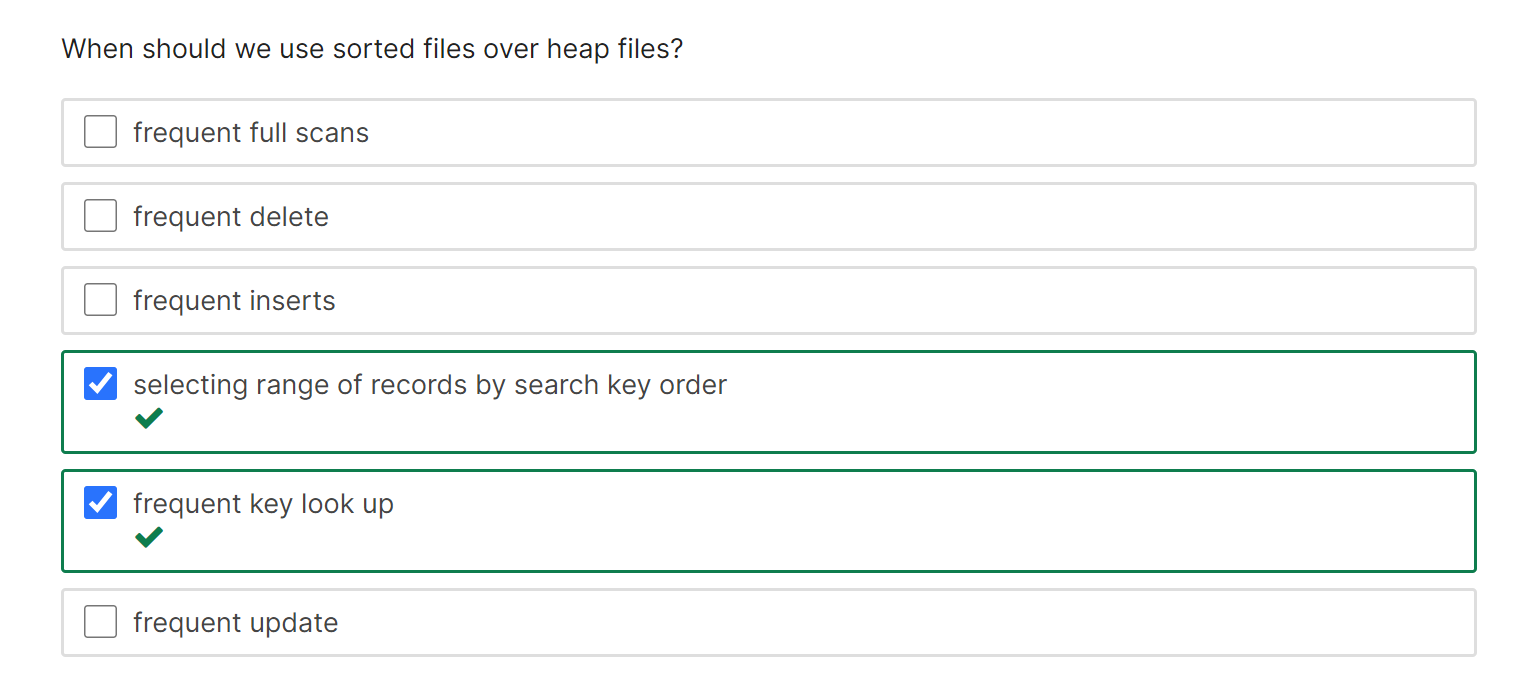 When should we use sorted files over heap files?
frequent full scans
frequent delete
frequent inserts
selecting range of records by search key order
frequent key look up
frequent update